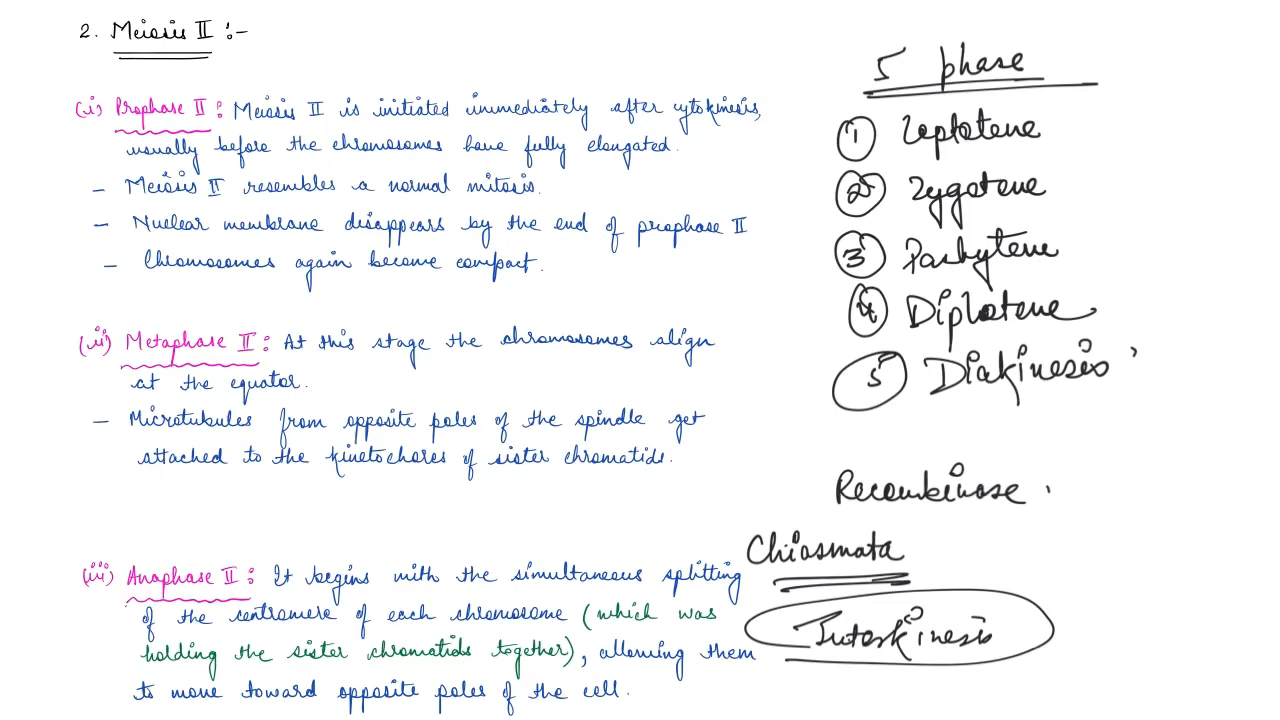 2. Meiosis II :-
(i) Prophase II : Meiosis II is initiated immediately after cytokinesis,
usually before the chromosomes have fully elongated.
- Meiosis II resembles a normal mitosis.
- Nuclear membrane disappears by the end of prophase II
- Chromosomes again become compact.
(ii) Metaphase II : At this stage the chromosomes align
at the equator.
- Microtubules from opposite poles of the spindle get
attached to the kinetochores of sister chromatids.
(iii) Anaphase II : It begins with the simultaneous splitting
of the centromere of each chromosome (which was
holding the sister chromatids together), allowing them
to move toward opposite poles of the cell.
5 phase
1 Leptotene
2 Zygotene
3 Pachytene
4 Diplotene
5 Diakinesis
Recombinase
Chiasmata
Interkinesis